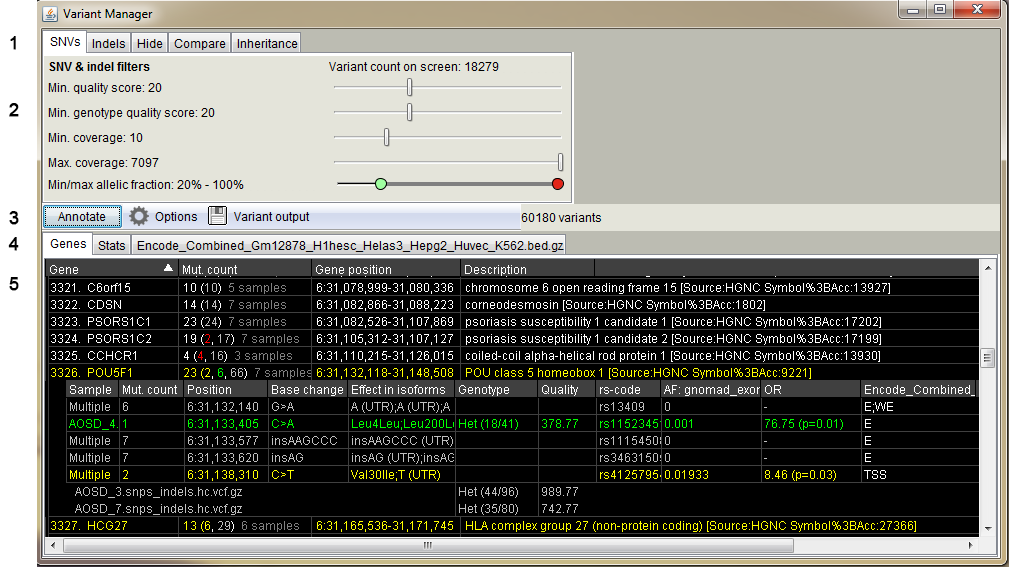 Variant Manager
1
SNVs Indels Hide Compare Inheritance
SNV & indel filters Variant count on screen: 18279
Min. quality score: 20
2
Min. genotype quality score: 20
Min. coverage: 10
Max. coverage: 7097
Min/max allelic fraction: 20% - 100%
3 Annotate Options Variant output 60180 variants
4 Genes Stats Encode_Combined_Gm12878_H1hesc_Helas3_Hepg2_Huvec_K562.bed.gz
Gene Mut. count Gene position Description
5 3321. C6orf15 10 (10) 5 samples 6:31,078,999-31,080,336 chromosome 6 open reading frame 15 [Source:HGNC Symbol%3BAcc:13927]
3322. CDSN 14 (14) 7 samples 6:31,082,866-31,088,223 corneodesmosin [Source:HGNC Symbol%3BAcc:1802]
3323. PSORS1C1 23 (24) 7 samples 6:31,082,526-31,107,869 psoriasis susceptibility 1 candidate 1 [Source:HGNC Symbol%3BAcc:17202]
3324. PSORS1C2 19 (2, 17) 7 samples 6:31,105,312-31,107,127 psoriasis susceptibility 1 candidate 2 [Source:HGNC Symbol%3BAcc:17199]
3325. CCHCR1 4 (4, 16) 3 samples 6:31,110,215-31,126,015 coiled-coil alpha-helical rod protein 1 [Source:HGNC Symbol%3BAcc:13930]
3326. POU5F1 23 (2, 6, 66) 7 samples 6:31,132,118-31,148,508 POU class 5 homeobox 1 [Source:HGNC Symbol%3BAcc:9221]
Sample Mut. count Position Base change Effect in isoforms Genotype Quality rs-code AF: gnomad_exor OR Encode_Combined_
Multiple 6 6:31,132,140 G>A A (UTR);A (UTR);A rs13409 0 - E;WE
AOSD_4. 1 6:31,133,405 C>A Leu4Leu;Leu200L Het (18/41) 378.77 rs1152345 0.001 76.75 (p=0.01) E
Multiple 7 6:31,133,577 insAAGCCC insAAGCCC (UTR) rs1115450 0 - E
Multiple 7 6:31,133,620 insAG insAG (UTR);insAG rs3463150 0 - E
Multiple 2 6:31,138,310 C>T Val30Ile;T (UTR) rs4125795 0.01933 8.46 (p=0.03) TSS
AOSD_3.snps_indels.hc.vcf.gz Het (44/96) 989.77
AOSD_7.snps_indels.hc.vcf.gz Het (35/80) 742.77
3327. HCG27 13 (6, 29) 6 samples 6:31,165,536-31,171,745 HLA complex group 27 (non-protein coding) [Source:HGNC Symbol%3BAcc:27366]